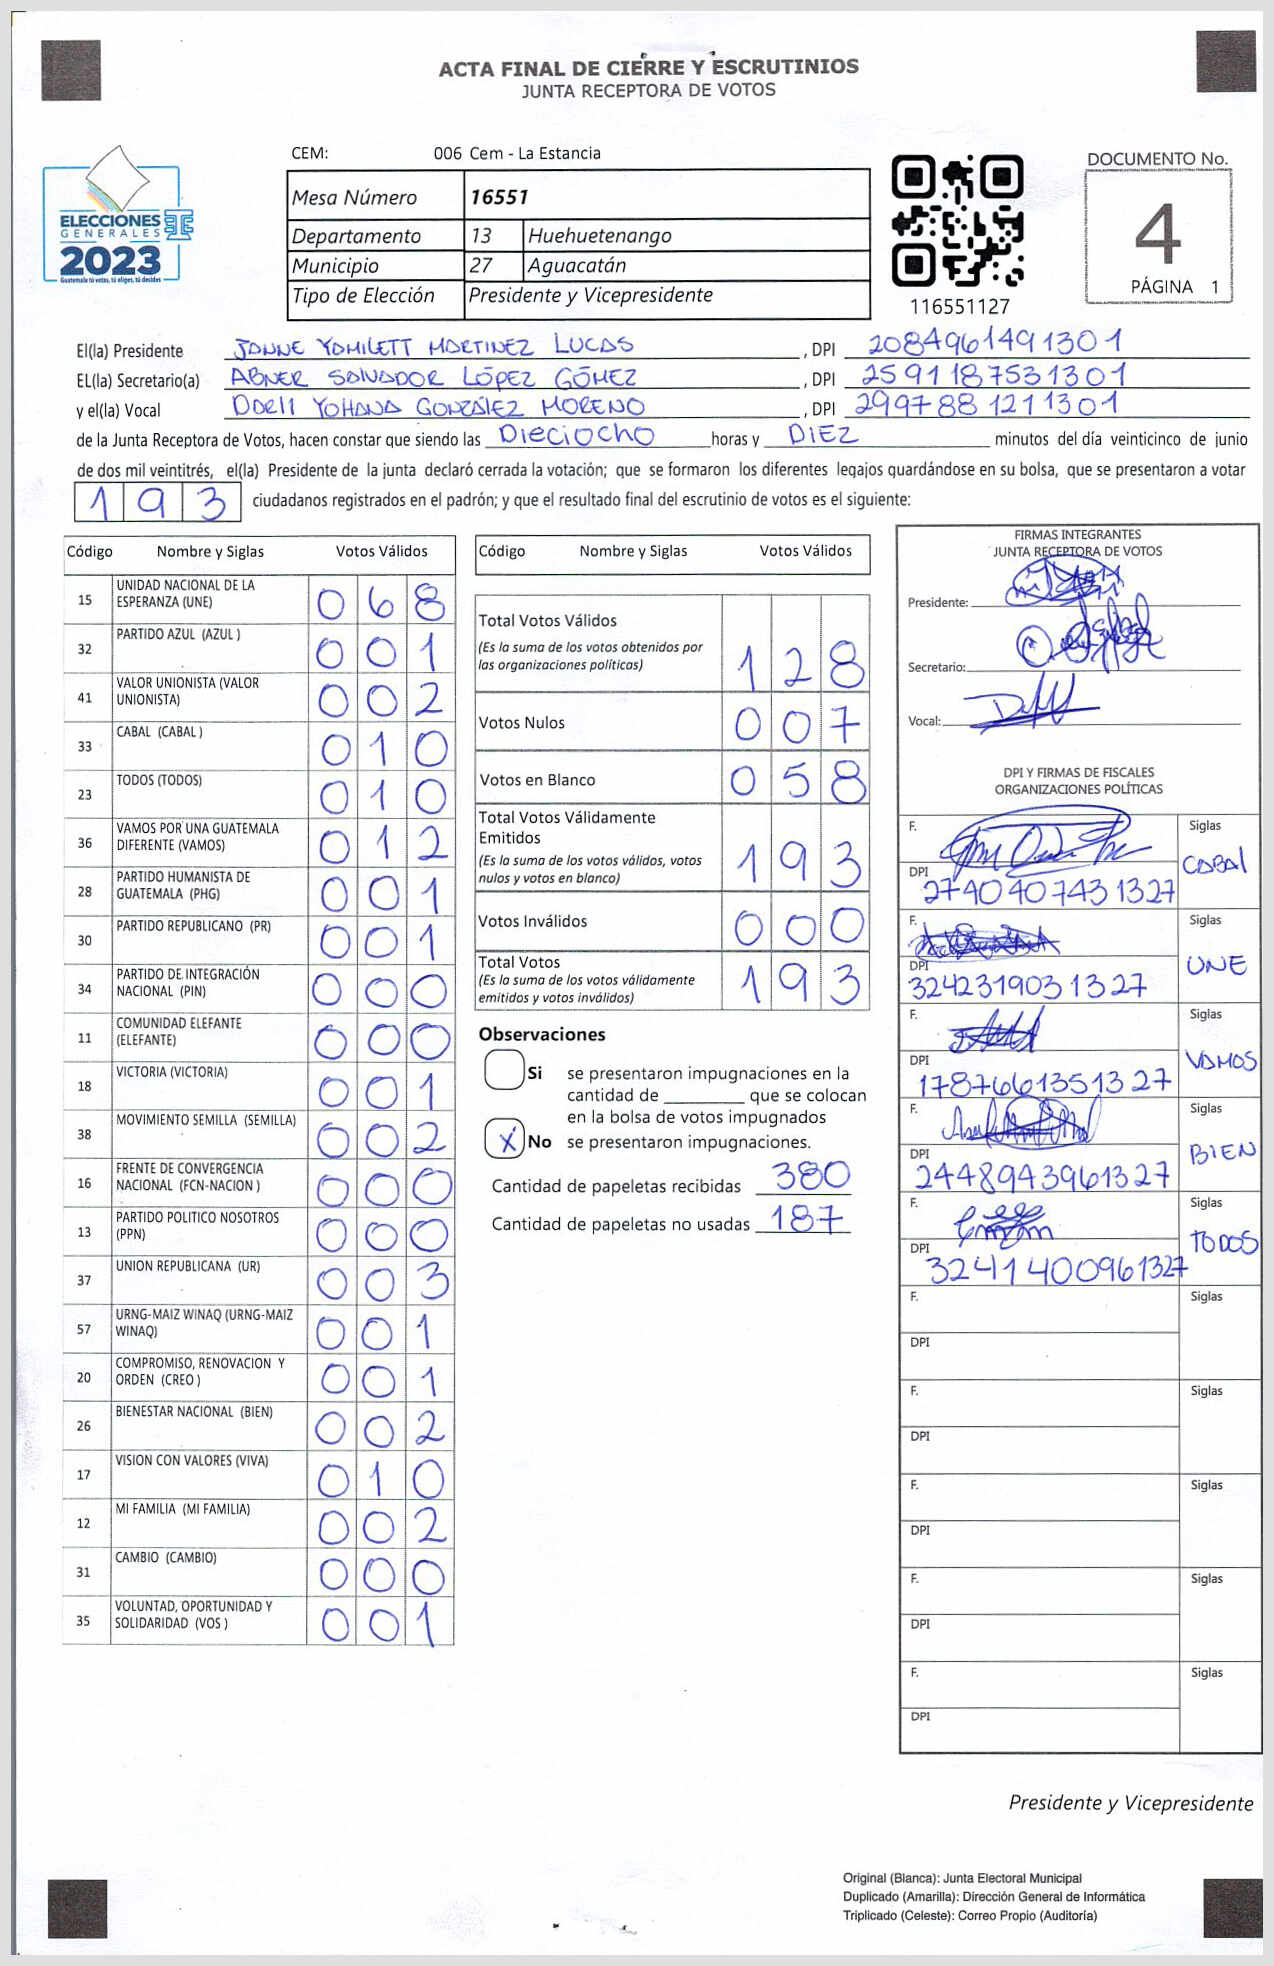 ACTA FINAL DE CIERRE Y ESCRUTINIOS
JUNTA RECEPTORA DE VOTOS
ELECCIONES
GENERALES
2023
Guatemala tú votas, tú eliges, tú decides
CEM: 006 Cem - La Estancia
Mesa Número 16551
Departamento 13 Huehuetenango
Municipio 27 Aguacatán
Tipo de Elección Presidente y Vicepresidente
116551127
DOCUMENTO No.
4
PÁGINA 1
El(la) Presidente JANNE YAMILETT MARTINEZ LUCAS, DPI 2084961491301
EL(la) Secretario(a) ABNER SALVADOR LÓPEZ GÓMEZ, DPI 2591187531301
y el(la) Vocal DARLI YOHANA GONZÁLEZ MORENO, DPI 2997881211301
de la Junta Receptora de Votos, hacen constar que siendo las Dieciocho horas y DIEZ minutos del día veinticinco de junio
de dos mil veintitrés, el(la) Presidente de la junta declaró cerrada la votación; que se formaron los diferentes legajos quardándose en su bolsa, que se presentaron a votar
193 ciudadanos registrados en el padrón; y que el resultado final del escrutinio de votos es el siguiente:
Código Nombre y Siglas Votos Válidos
15 UNIDAD NACIONAL DE LA ESPERANZA (UNE) 068
32 PARTIDO AZUL (AZUL ) 001
41 VALOR UNIONISTA (VALOR UNIONISTA) 002
33 CABAL (CABAL ) 010
23 TODOS (TODOS) 010
36 VAMOS POR UNA GUATEMALA DIFERENTE (VAMOS) 012
28 PARTIDO HUMANISTA DE GUATEMALA (PHG) 001
30 PARTIDO REPUBLICANO (PR) 001
34 PARTIDO DE INTEGRACIÓN NACIONAL (PIN) 000
11 COMUNIDAD ELEFANTE (ELEFANTE) 000
18 VICTORIA (VICTORIA) 001
38 MOVIMIENTO SEMILLA (SEMILLA) 002
16 FRENTE DE CONVERGENCIA NACIONAL (FCN-NACION ) 000
13 PARTIDO POLITICO NOSOTROS (PPN) 000
37 UNION REPUBLICANA (UR) 003
57 URNG-MAIZ WINAQ (URNG-MAIZ WINAQ) 001
20 COMPROMISO, RENOVACION Y ORDEN (CREO ) 001
26 BIENESTAR NACIONAL (BIEN) 002
17 VISION CON VALORES (VIVA) 010
12 MI FAMILIA (MI FAMILIA) 002
31 CAMBIO (CAMBIO) 000
35 VOLUNTAD, OPORTUNIDAD Y SOLIDARIDAD (VOS ) 001
Código Nombre y Siglas Votos Válidos
Total Votos Válidos
(Es la suma de los votos obtenidos por las organizaciones políticas) 128
Votos Nulos 007
Votos en Blanco 058
Total Votos Válidamente Emitidos
(Es la suma de los votos válidos, votos nulos y votos en blanco) 193
Votos Inválidos 000
Total Votos
(Es la suma de los votos válidamente emitidos y votos inválidos) 193
Observaciones
Si se presentaron impugnaciones en la
cantidad de ________ que se colocan
en la bolsa de votos impugnados
X No se presentaron impugnaciones.
Cantidad de papeletas recibidas 380
Cantidad de papeletas no usadas 187
FIRMAS INTEGRANTES
JUNTA RECEPTORA DE VOTOS
Presidente:
Secretario:
Vocal:
DPI Y FIRMAS DE FISCALES
ORGANIZACIONES POLÍTICAS
F. Siglas CABAL
DPI 2740407431327
F. Siglas UNE
DPI 3242319031327
F. Siglas VAMOS
DPI 1787661351327
F. Siglas BIEN
DPI 2448943961327
F. Siglas TODOS
DPI 3241400961327
F. Siglas
DPI
F. Siglas
DPI
F. Siglas
DPI
F. Siglas
DPI
F. Siglas
DPI
Presidente y Vicepresidente
Original (Blanca): Junta Electoral Municipal
Duplicado (Amarilla): Dirección General de Informática
Triplicado (Celeste): Correo Propio (Auditoría)